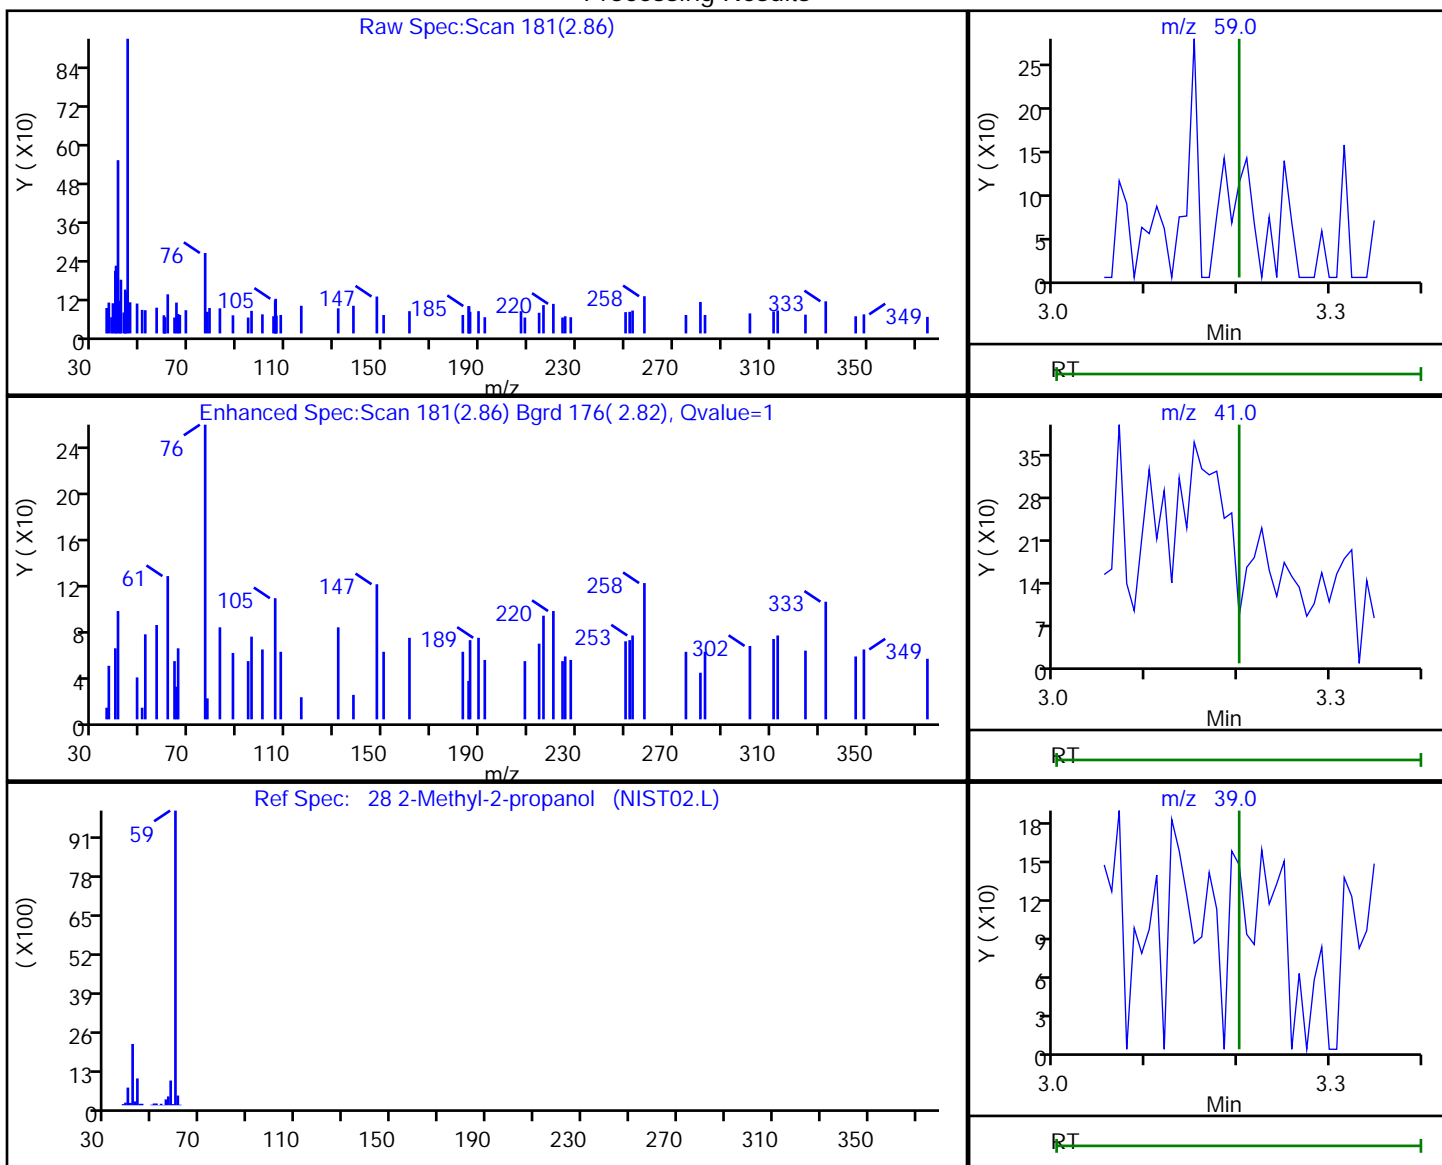 Processing Results
Raw Spec:Scan 181(2.86)
Y ( X10)
84
72
60
48
36
24
12
0
76
105
147
185
220
258
333
349
30 70 110 150 190 230 270 310 350
m/z
m/z 59.0
Y ( X10)
25
20
15
10
5
0
3.0 3.3
Min
RT
Enhanced Spec:Scan 181(2.86) Bgrd 176( 2.82), Qvalue=1
Y ( X10)
24
20
16
12
8
4
0
76
61
105
147
189
220
253
258
302
333
349
30 70 110 150 190 230 270 310 350
m/z
m/z 41.0
Y ( X10)
35
28
21
14
7
0
3.0 3.3
Min
RT
Ref Spec: 28 2-Methyl-2-propanol (NIST02.L)
( X100)
91
78
65
52
39
26
13
0
59
30 70 110 150 190 230 270 310 350
m/z 39.0
Y ( X10)
18
15
12
9
6
3
0
3.0 3.3
Min
RT